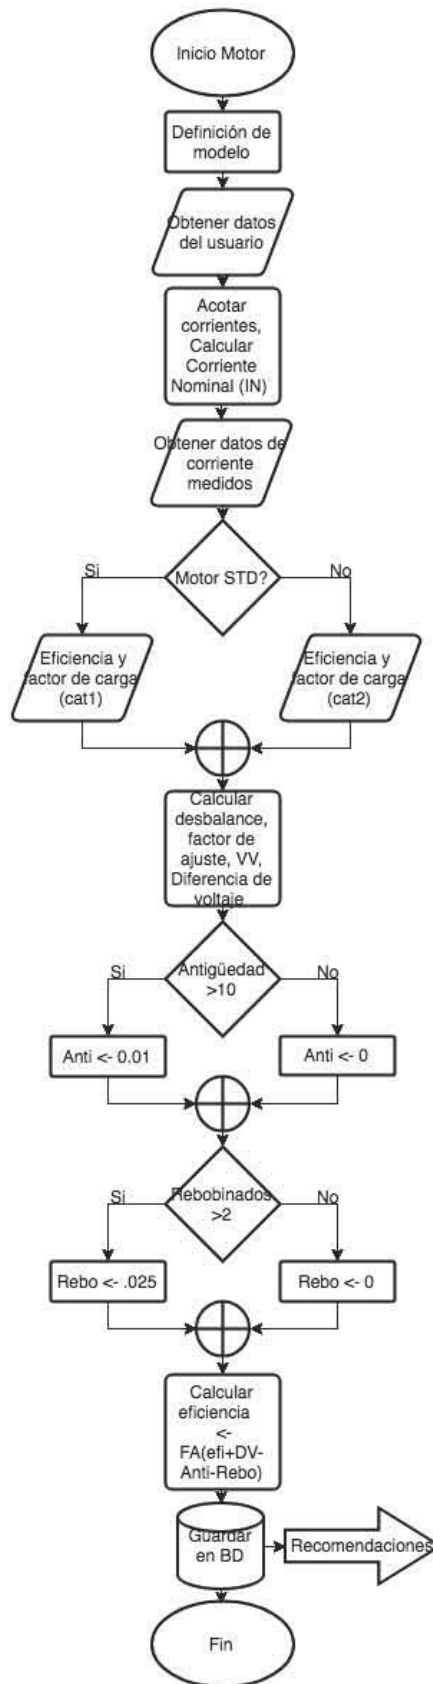 Inicio Motor
Definición de
modelo
Obtener datos
del usuario
Acotar
corrientes,
Calcular
Corriente
Nominal (IN)
Obtener datos de
corriente
medidos
Si
Motor STD?
No
Eficiencia y
factor de carga
(cat1)
Eficiencia y
factor de carga
(cat2)
Calcular
desbalance,
factor de
ajuste, VV,
Diferencia de
voltaje
Si
Antigüedad
>10
No
Anti <- 0.01
Anti <- 0
Si
Rebobinados
>2
No
Rebo <- .025
Rebo <- 0
Calcular
eficiencia
<-
FA(efi+DV-
Anti-Rebo)
Guardar
en BD
Recomendaciones
Fin